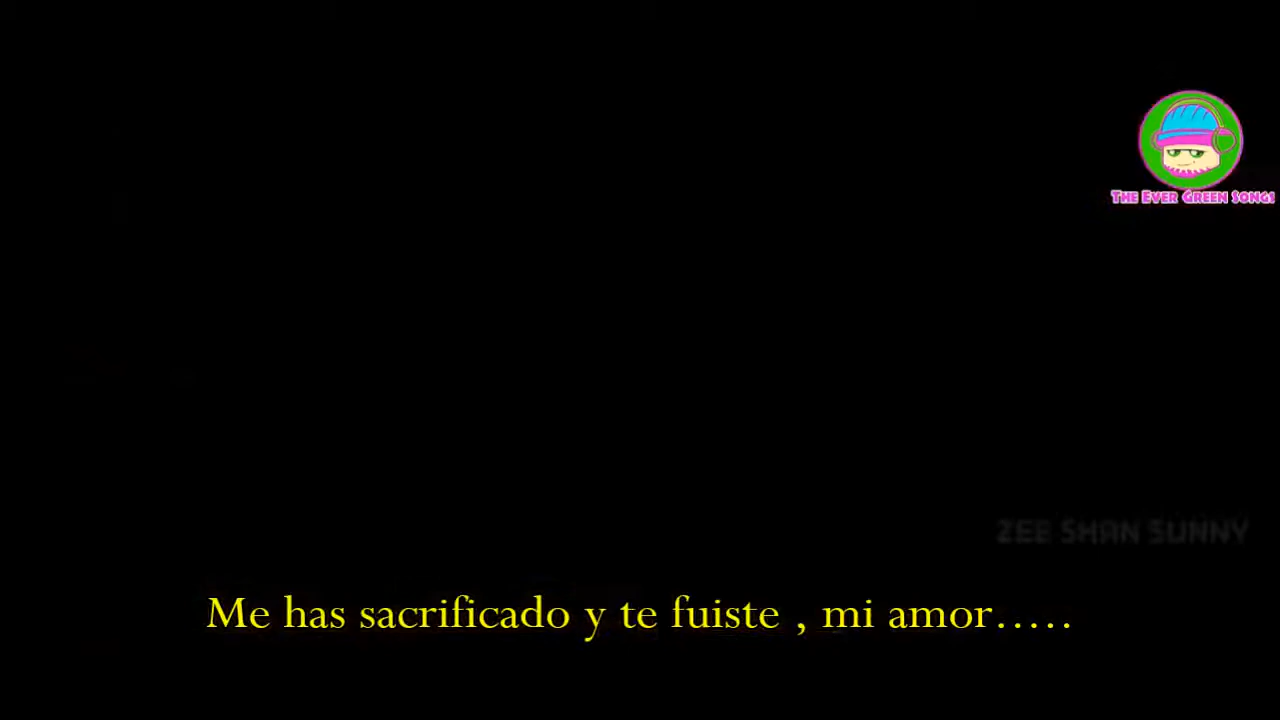 THE EVER GREEN SONGS
ZEE SHAN SUNNY
Me has sacrificado y te fuiste , mi amor.....